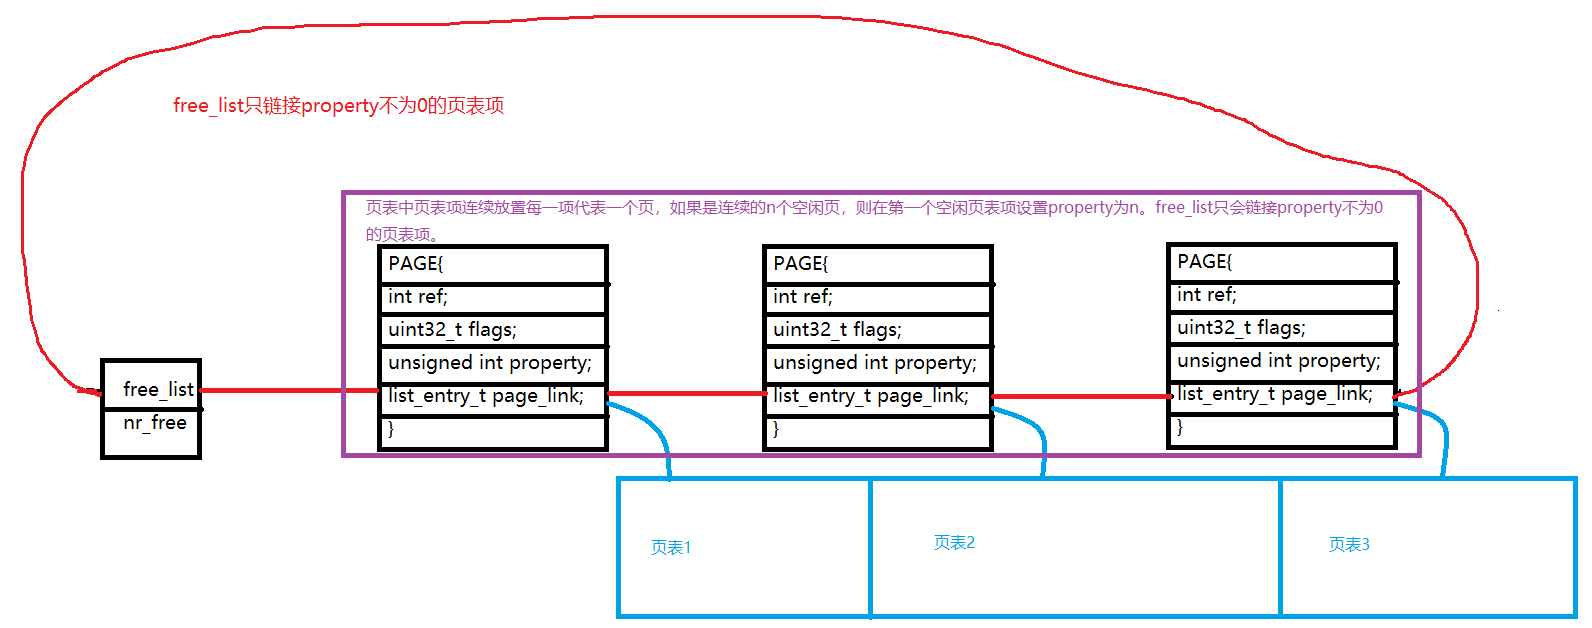 free_list只链接property不为0的页表项
页表中页表项连续放置每一项代表一个页，如果是连续的n个空闲页，则在第一个空闲页表项设置property为n。free_list只会链接property不为0
的页表项。
PAGE{
int ref;
uint32_t flags;
unsigned int property;
list_entry_t page_link;
}
PAGE{
int ref;
uint32_t flags;
unsigned int property;
list_entry_t page_link;
}
PAGE{
int ref;
uint32_t flags;
unsigned int property;
list_entry_t page_link;
}
free_list
nr_free
页表1
页表2
页表3